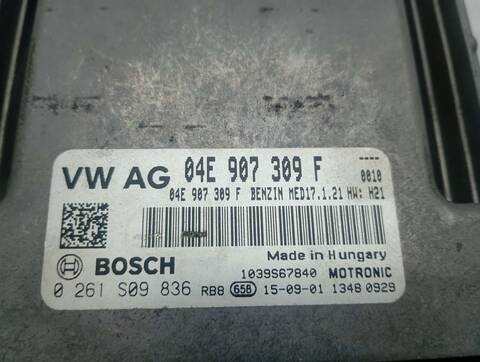 VW AG 04E 907 309 F ----
0010
04E 907 309 F BENZIN MED17.1.21 HW: H21
Made in Hungary
BOSCH 1039S67840 MOTRONIC
0 261 S09 836 RB8 658 15-09-01 1348 0929